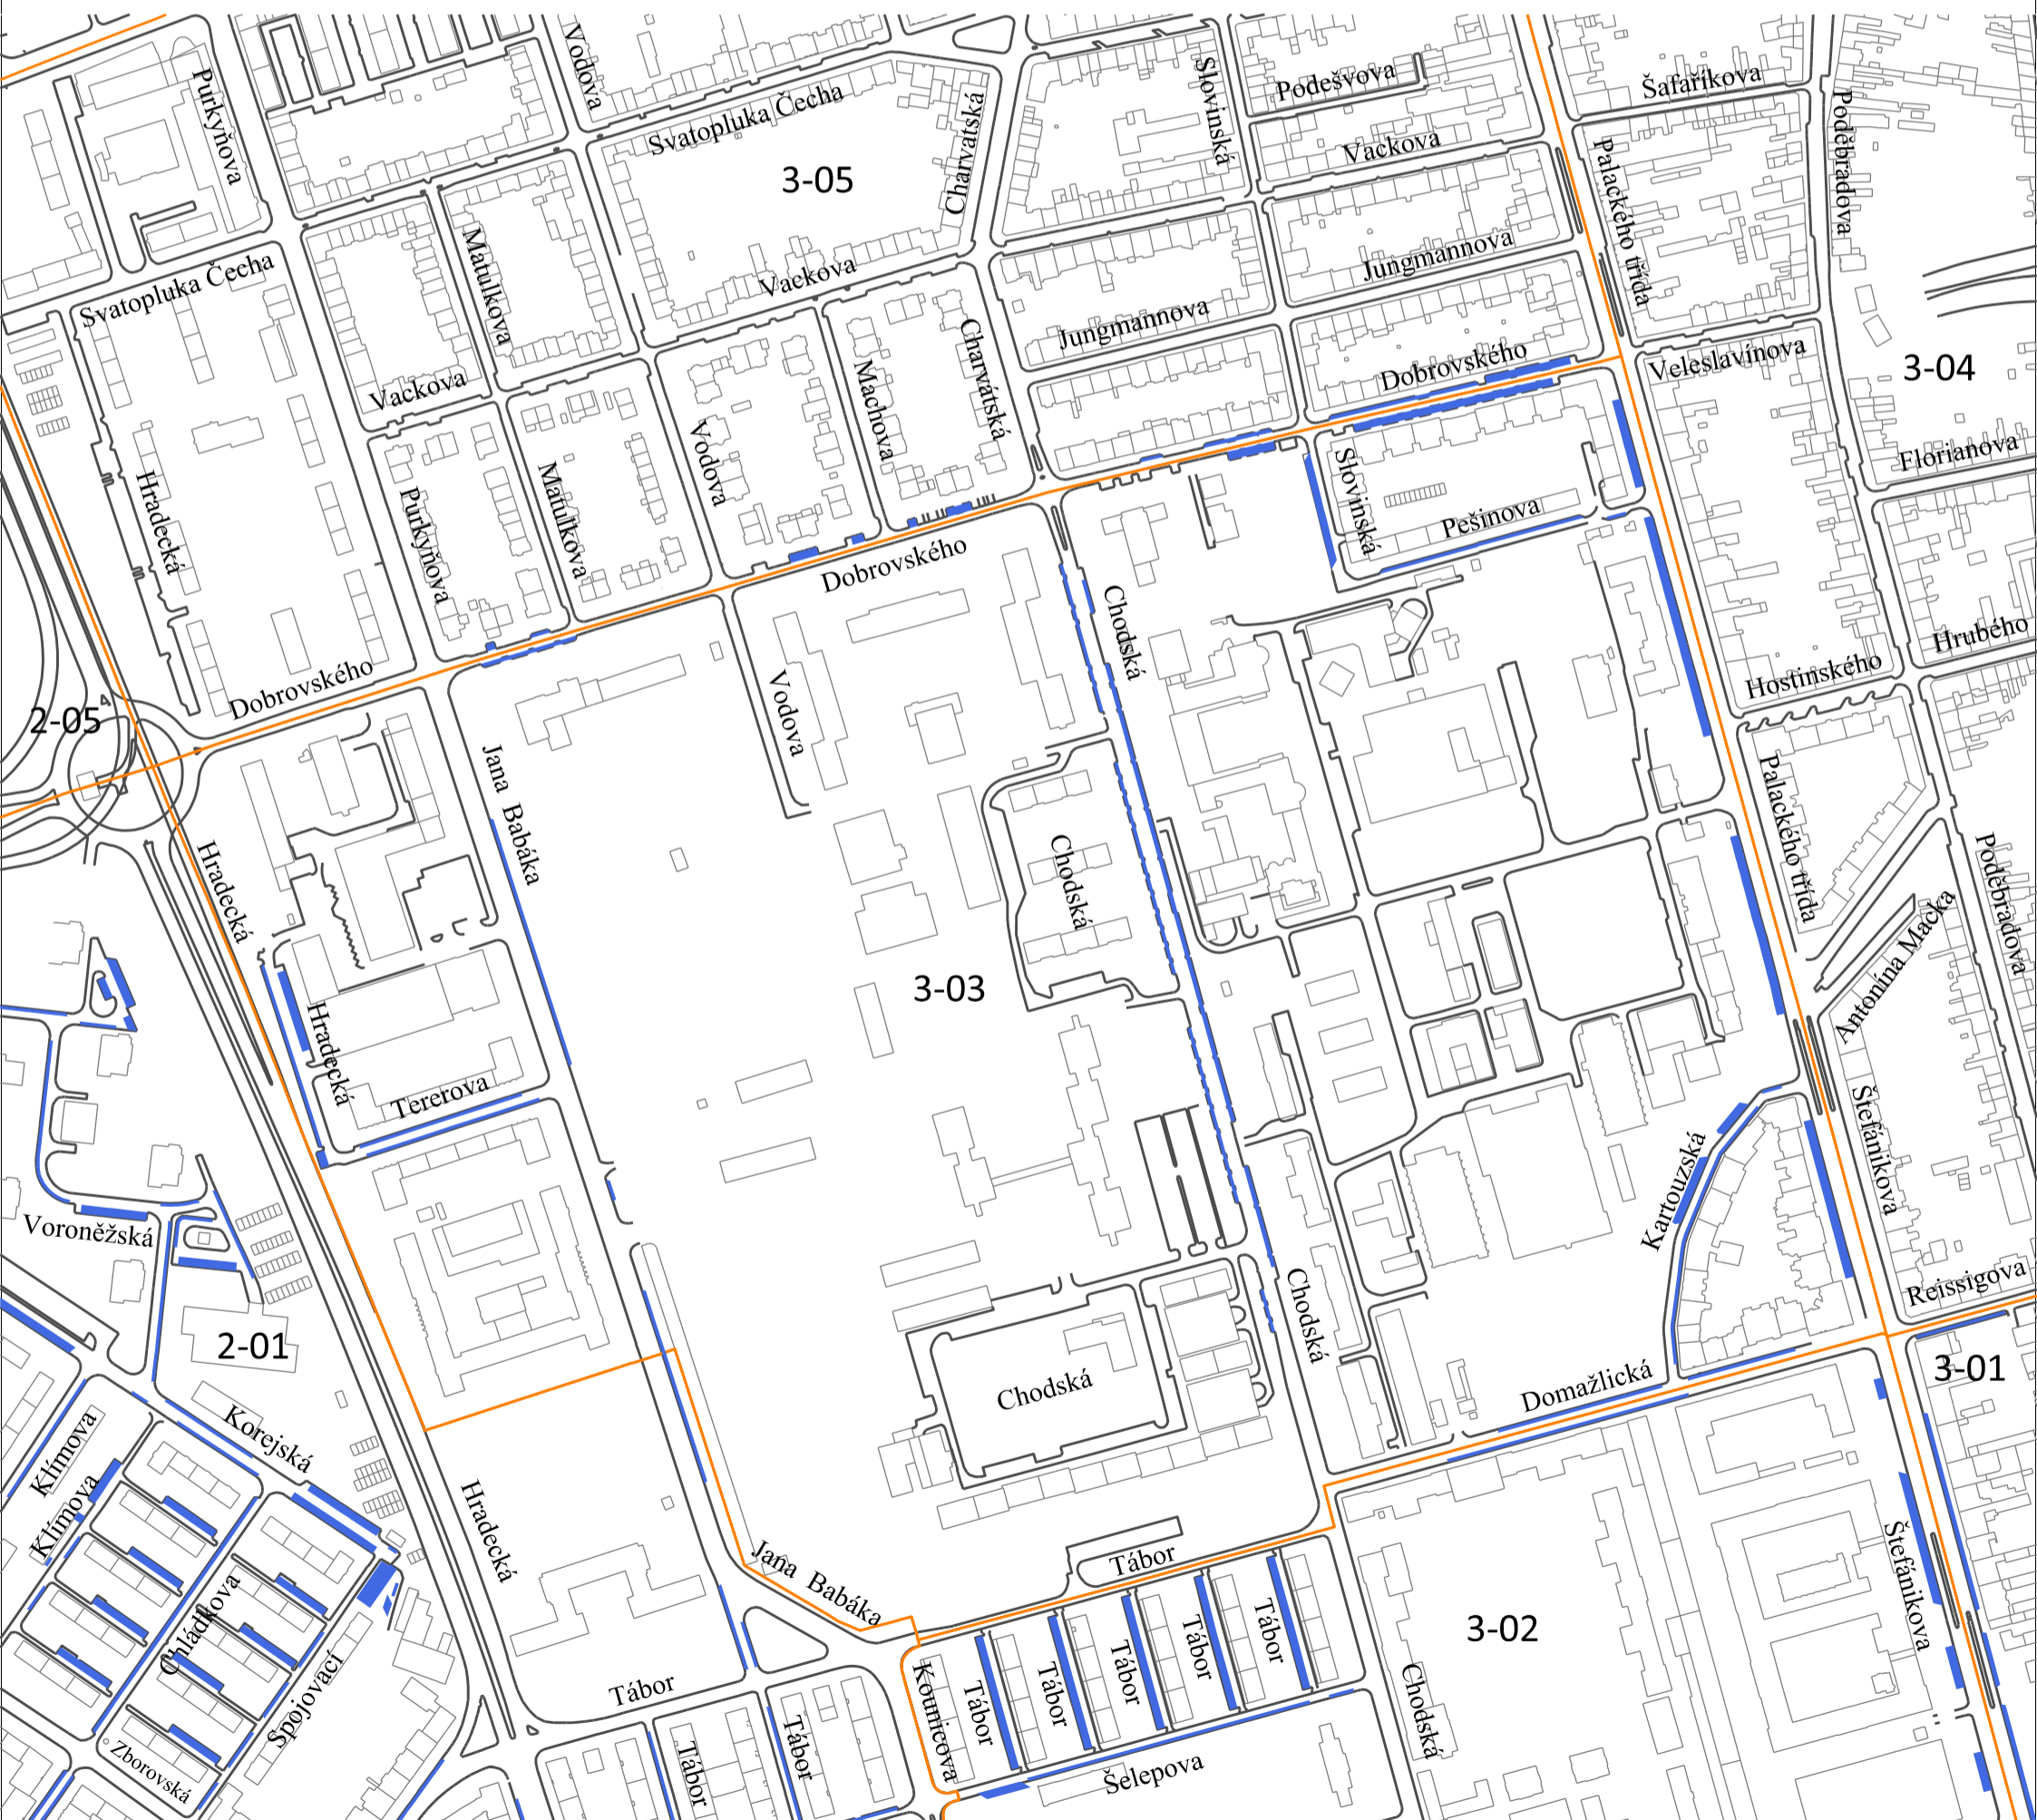 Vodova
Purkyňova
Svatopluka Čecha
Charvatská
Slovinská
Podešvova
Šafaříkova
Poděbradova
Vackova
Palackého třída
3-05
Matulkova
Svatopluka Čecha
Vackova
Jungmannova
Jungmannova
Charvatská
Machova
Dobrovského
Veleslavínova
3-04
Vackova
Vodova
Slovinská
Florianova
Hradecká
Purkyňova
Matulkova
Pešinova
Dobrovského
Chodská
Hrubého
Hostinského
Dobrovského
2-05
Vodova
Jana Babáka
Palackého třída
Hradecká
Chodská
Poděbradova
Antonína Macka
3-03
Hradecká
Tererova
Štefánikova
Kartouzská
Voroněžská
Chodská
Reissigova
2-01
3-01
Chodská
Domažlická
Korejská
Klímova
Klímova
Hradecká
Štefánikova
Jana Babáka
Tábor
Chládkova
3-02
Tábor
Tábor
Tábor
Tábor
Tábor
Kounicova
Chodská
Spojovací
Tábor
Tábor
Tábor
Zborovská
Šelepova